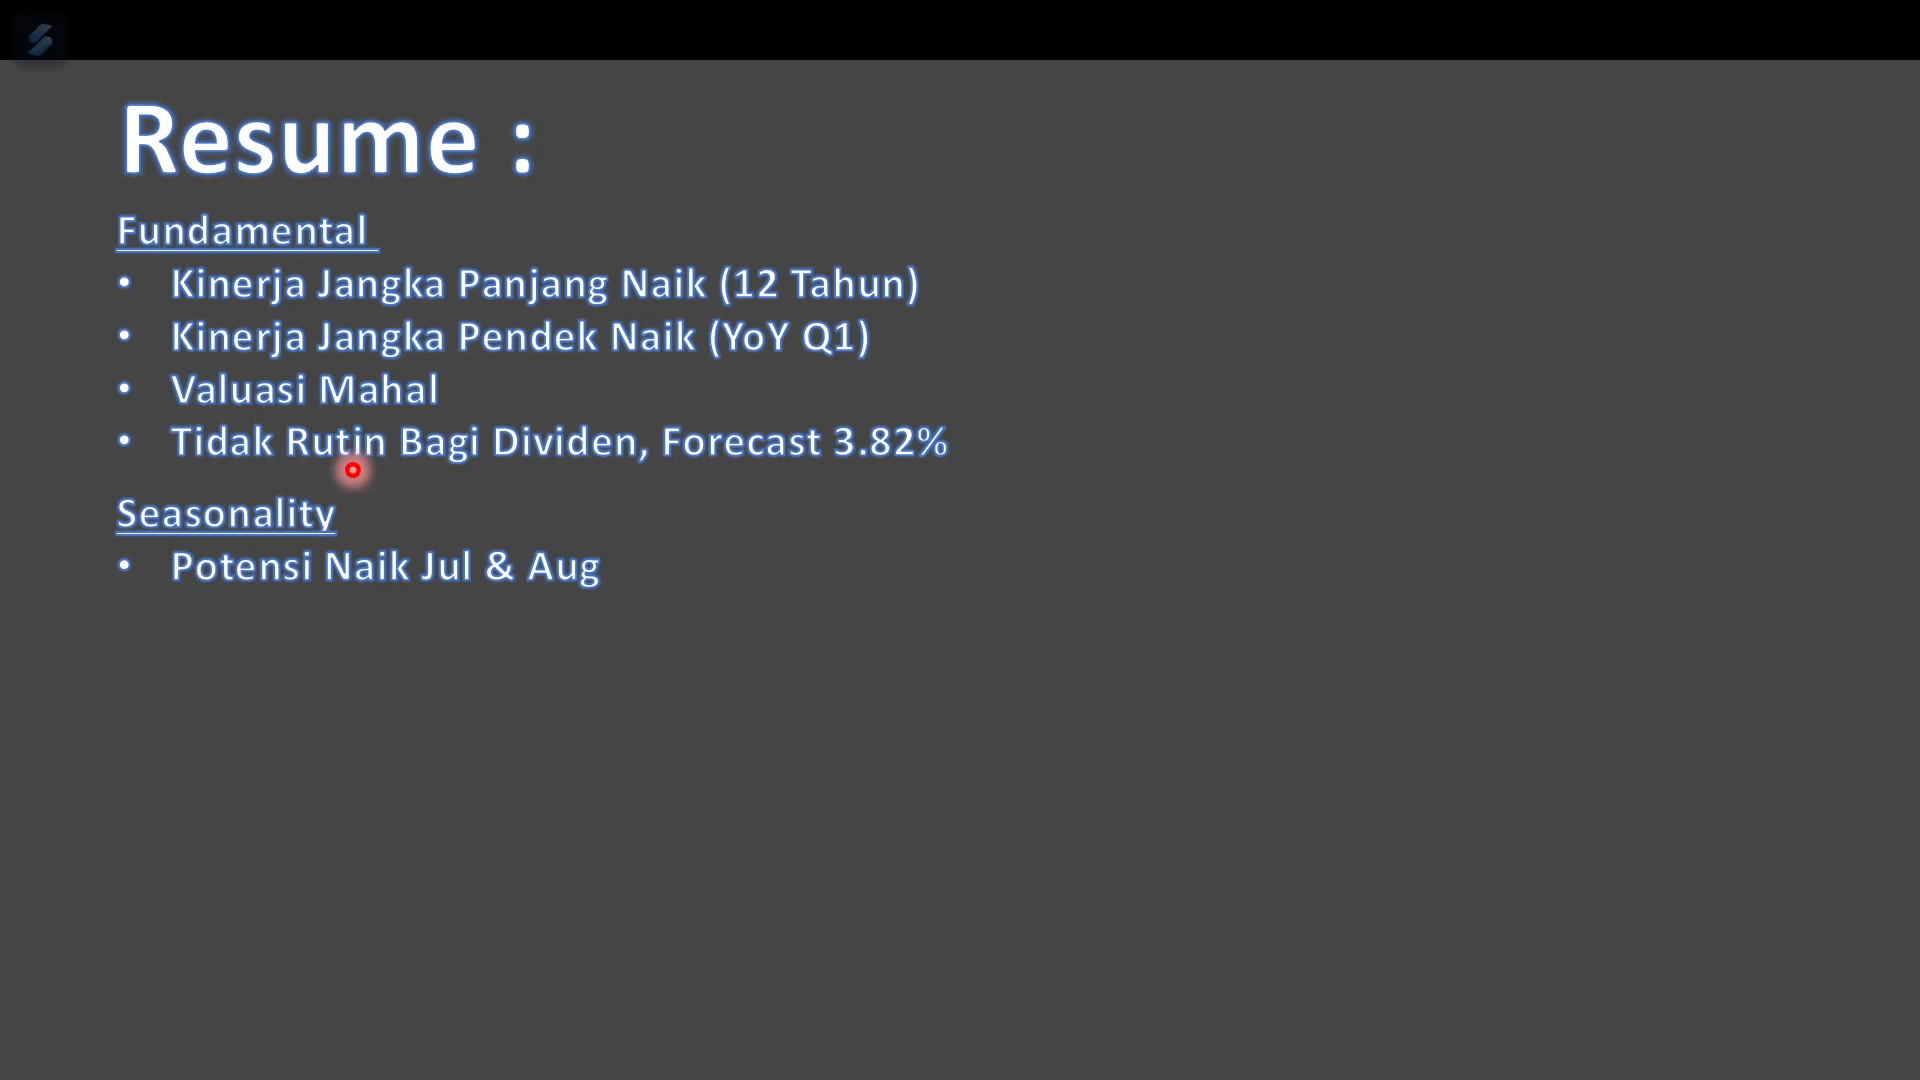 Resume :
Fundamental
• Kinerja Jangka Panjang Naik (12 Tahun)
• Kinerja Jangka Pendek Naik (YoY Q1)
• Valuasi Mahal
• Tidak Rutin Bagi Dividen, Forecast 3.82%
Seasonality
• Potensi Naik Jul & Aug